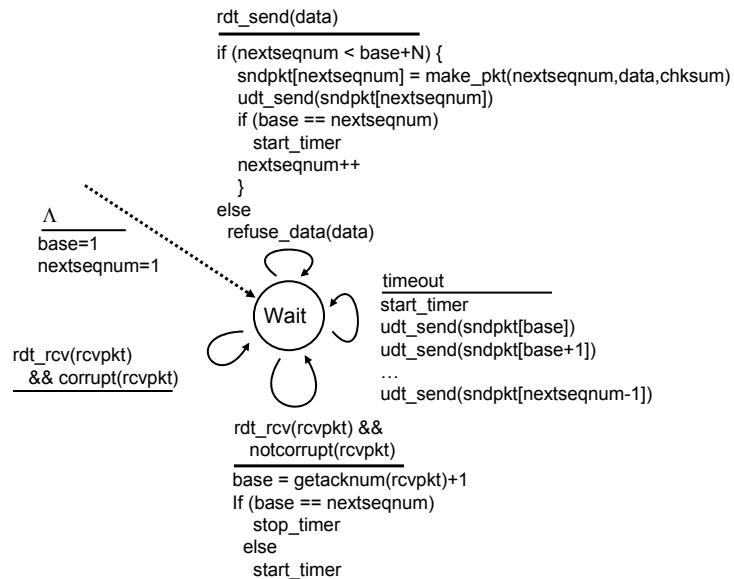 rdt_send(data)
if (nextseqnum < base+N) {
sndpkt[nextseqnum] = make_pkt(nextseqnum,data,chksum)
udt_send(sndpkt[nextseqnum])
if (base == nextseqnum)
start_timer
nextseqnum++
}
else
refuse_data(data)
Λ
base=1
nextseqnum=1
Wait
timeout
start_timer
udt_send(sndpkt[base])
udt_send(sndpkt[base+1])
…
udt_send(sndpkt[nextseqnum-1])
rdt_rcv(rcvpkt)
&& corrupt(rcvpkt)
rdt_rcv(rcvpkt) &&
notcorrupt(rcvpkt)
base = getacknum(rcvpkt)+1
If (base == nextseqnum)
stop_timer
else
start_timer